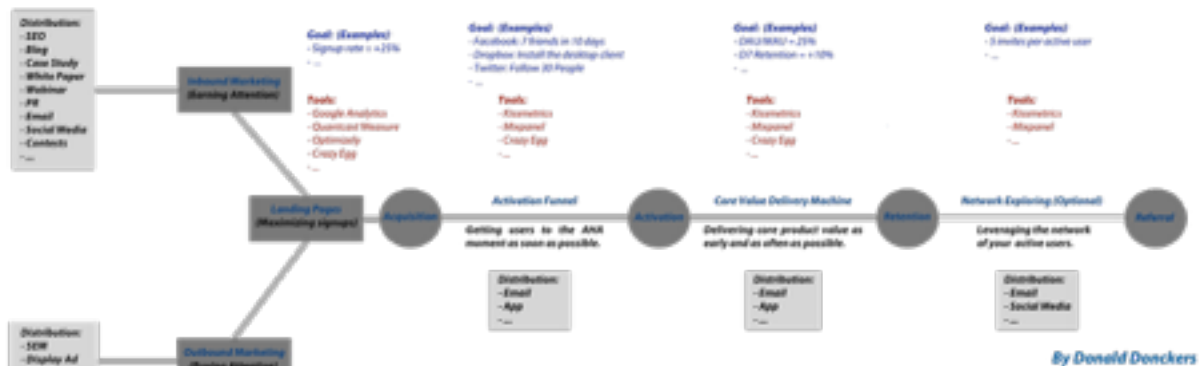 Distribution:
- SEO
- Blog
- Case Study
- White Paper
- Webinar
- PR
- Email
- Social Media
- Contests
- ...
Inbound Marketing
(Earning Attention)
Landing Pages
(Maximizing signups)
Distribution:
- SEM
- Display Ad
Outbound Marketing
(Buying Attention)
Goal: (Examples)
- Signup rate = +25%
- ...
Tools:
- Google Analytics
- Quantcast Measure
- Optimizely
- Crazy Egg
- ...
Acquisition
Goal: (Examples)
- Facebook: 7 friends in 10 days
- Dropbox: Install the desktop client
- Twitter: Follow 30 People
- ...
Tools:
- Kissmetrics
- Mixpanel
- Crazy Egg
- ...
Activation Funnel
Getting users to the AHA
moment as soon as possible.
Distribution:
- Email
- App
- ...
Activation
Goal: (Examples)
- DAU/MAU = 25%
- D7 Retention = +10%
- ...
Tools:
- Kissmetrics
- Mixpanel
- Crazy Egg
- ...
Core Value Delivery Machine
Delivering core product value as
early and as often as possible.
Distribution:
- Email
- App
- ...
Retention
Goal: (Examples)
- 5 invites per active user
- ...
Tools:
- Kissmetrics
- Mixpanel
- ...
Network Exploring (Optional)
Leveraging the network
of your active users.
Distribution:
- Email
- Social Media
- ...
Referral
By Donald Donckers